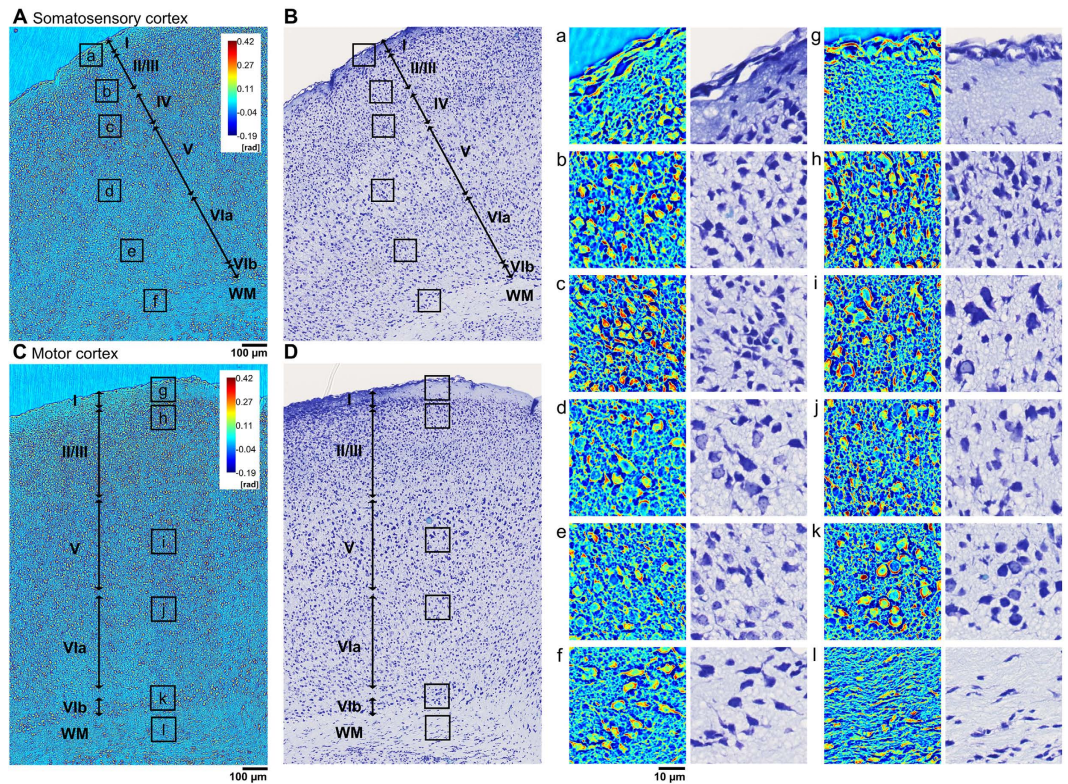 A Somatosensory cortex
0.42
0.27
0.11
-0.04
-0.19
[rad]
a
b
c
d
e
f
I
II/III
IV
V
VIa
VIb
WM
100 μm
B
I
II/III
IV
V
VIa
VIb
WM
C Motor cortex
0.42
0.27
0.11
-0.04
-0.19
[rad]
g
h
i
j
k
l
I
II/III
V
VIa
VIb
WM
100 μm
D
I
II/III
V
VIa
VIb
WM
a
g
b
h
c
i
d
j
e
k
f
l
10 μm